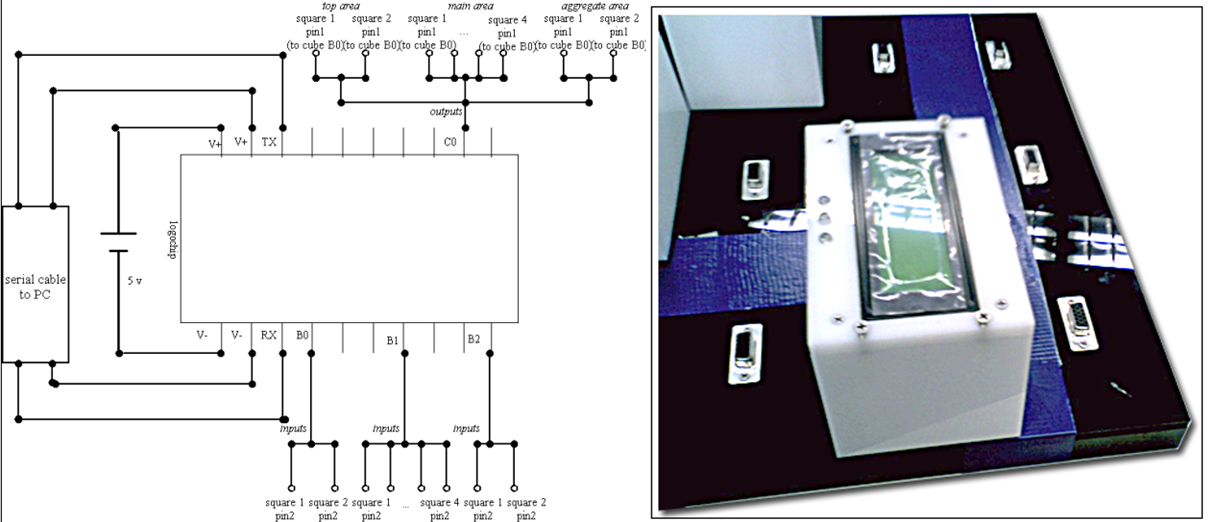 top area main area aggregate area
square 1 square 2 square 1 square 4 square 1 square 2
pin1 pin1 pin1 ... pin1 pin1 pin1
(to cube B0) (to cube B0) (to cube B0) (to cube B0) (to cube B0) (to cube B0)
outputs
V+ V+ TX C0
logochip
serial cable
to PC
5 v
V- V- RX B0 B1 B2
inputs inputs inputs
square 1 square 2 square 1 ... square 4 square 1 square 2
pin2 pin2 pin2 pin2 pin2 pin2